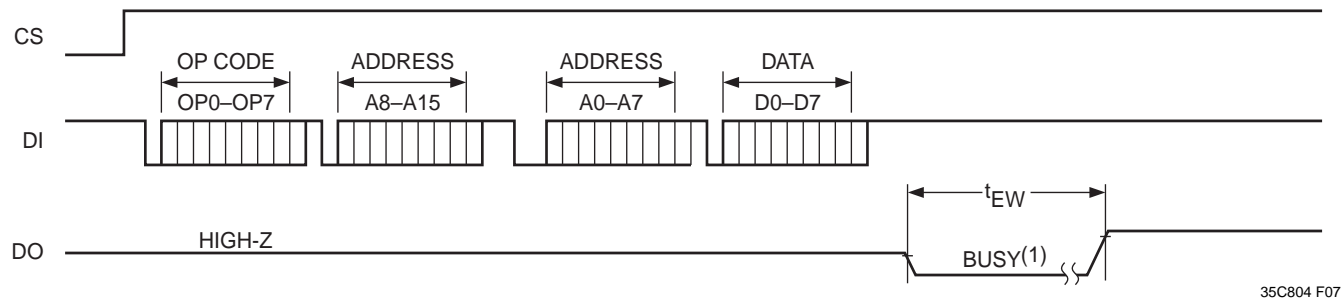 CS
OP CODE ADDRESS ADDRESS DATA
OP0–OP7 A8–A15 A0–A7 D0–D7
DI
tEW
DO HIGH-Z BUSY(1)
35C804 F07